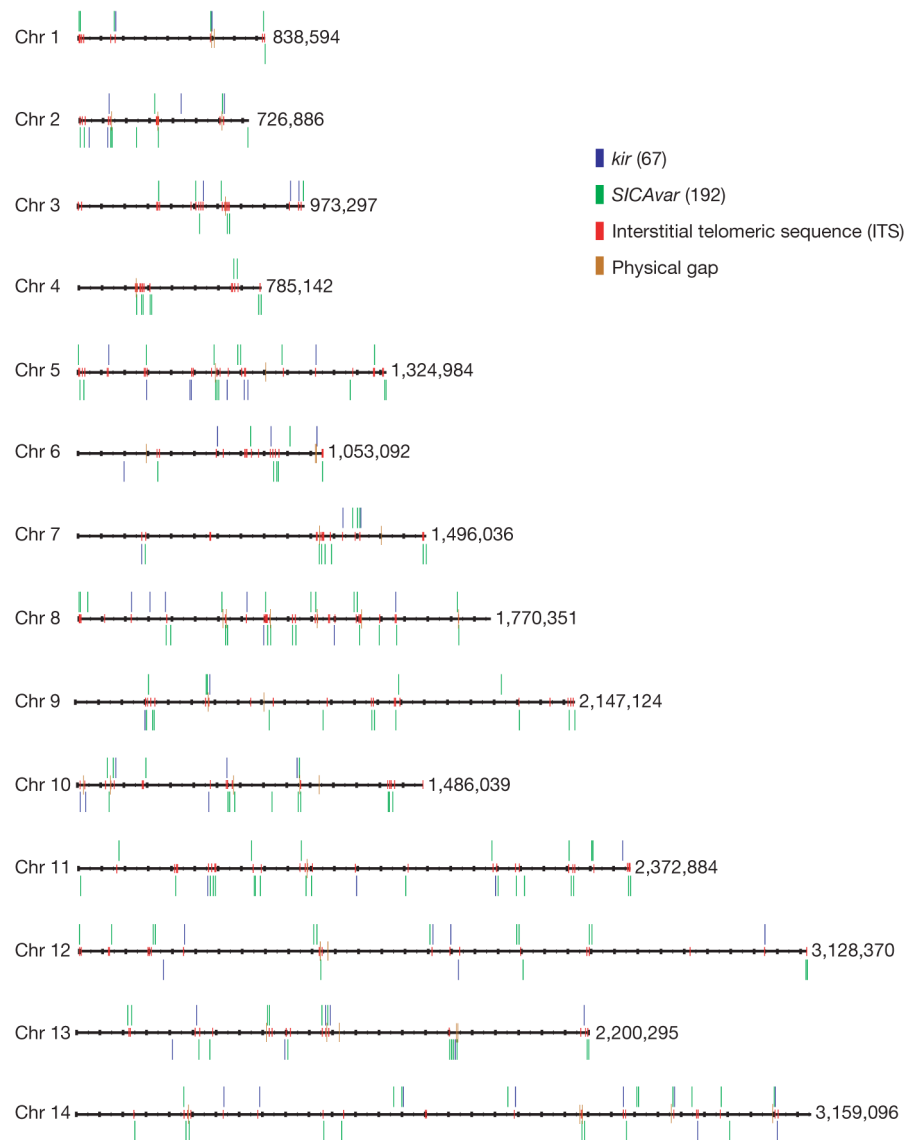 Chr 1
838,594
Chr 2
726,886
kir (67)
SICAvar (192)
Interstitial telomeric sequence (ITS)
Physical gap
Chr 3
973,297
Chr 4
785,142
Chr 5
1,324,984
Chr 6
1,053,092
Chr 7
1,496,036
Chr 8
1,770,351
Chr 9
2,147,124
Chr 10
1,486,039
Chr 11
2,372,884
Chr 12
3,128,370
Chr 13
2,200,295
Chr 14
3,159,096